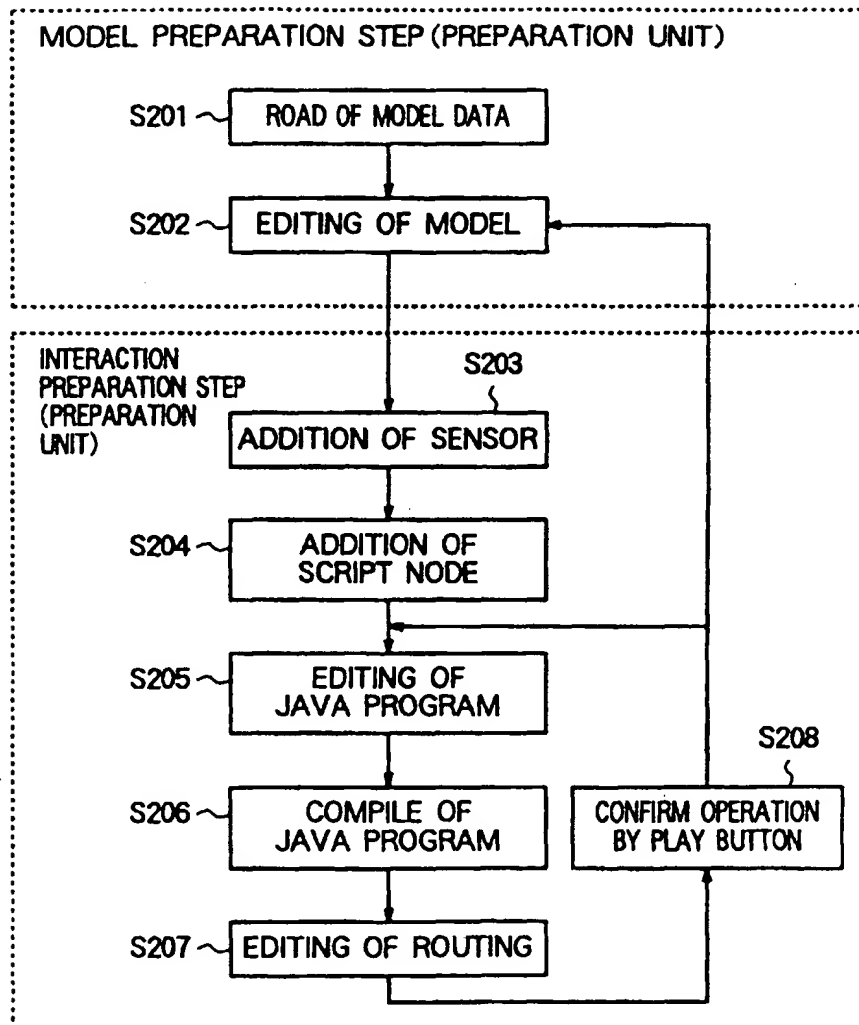 MODEL PREPARATION STEP (PREPARATION UNIT)
S201
ROAD OF MODEL DATA
S202
EDITING OF MODEL
INTERACTION
PREPARATION STEP
(PREPARATION
UNIT)
S203
ADDITION OF SENSOR
S204
ADDITION OF
SCRIPT NODE
S205
EDITING OF
JAVA PROGRAM
S206
COMPILE OF
JAVA PROGRAM
S208
CONFIRM OPERATION
BY PLAY BUTTON
S207
EDITING OF ROUTING